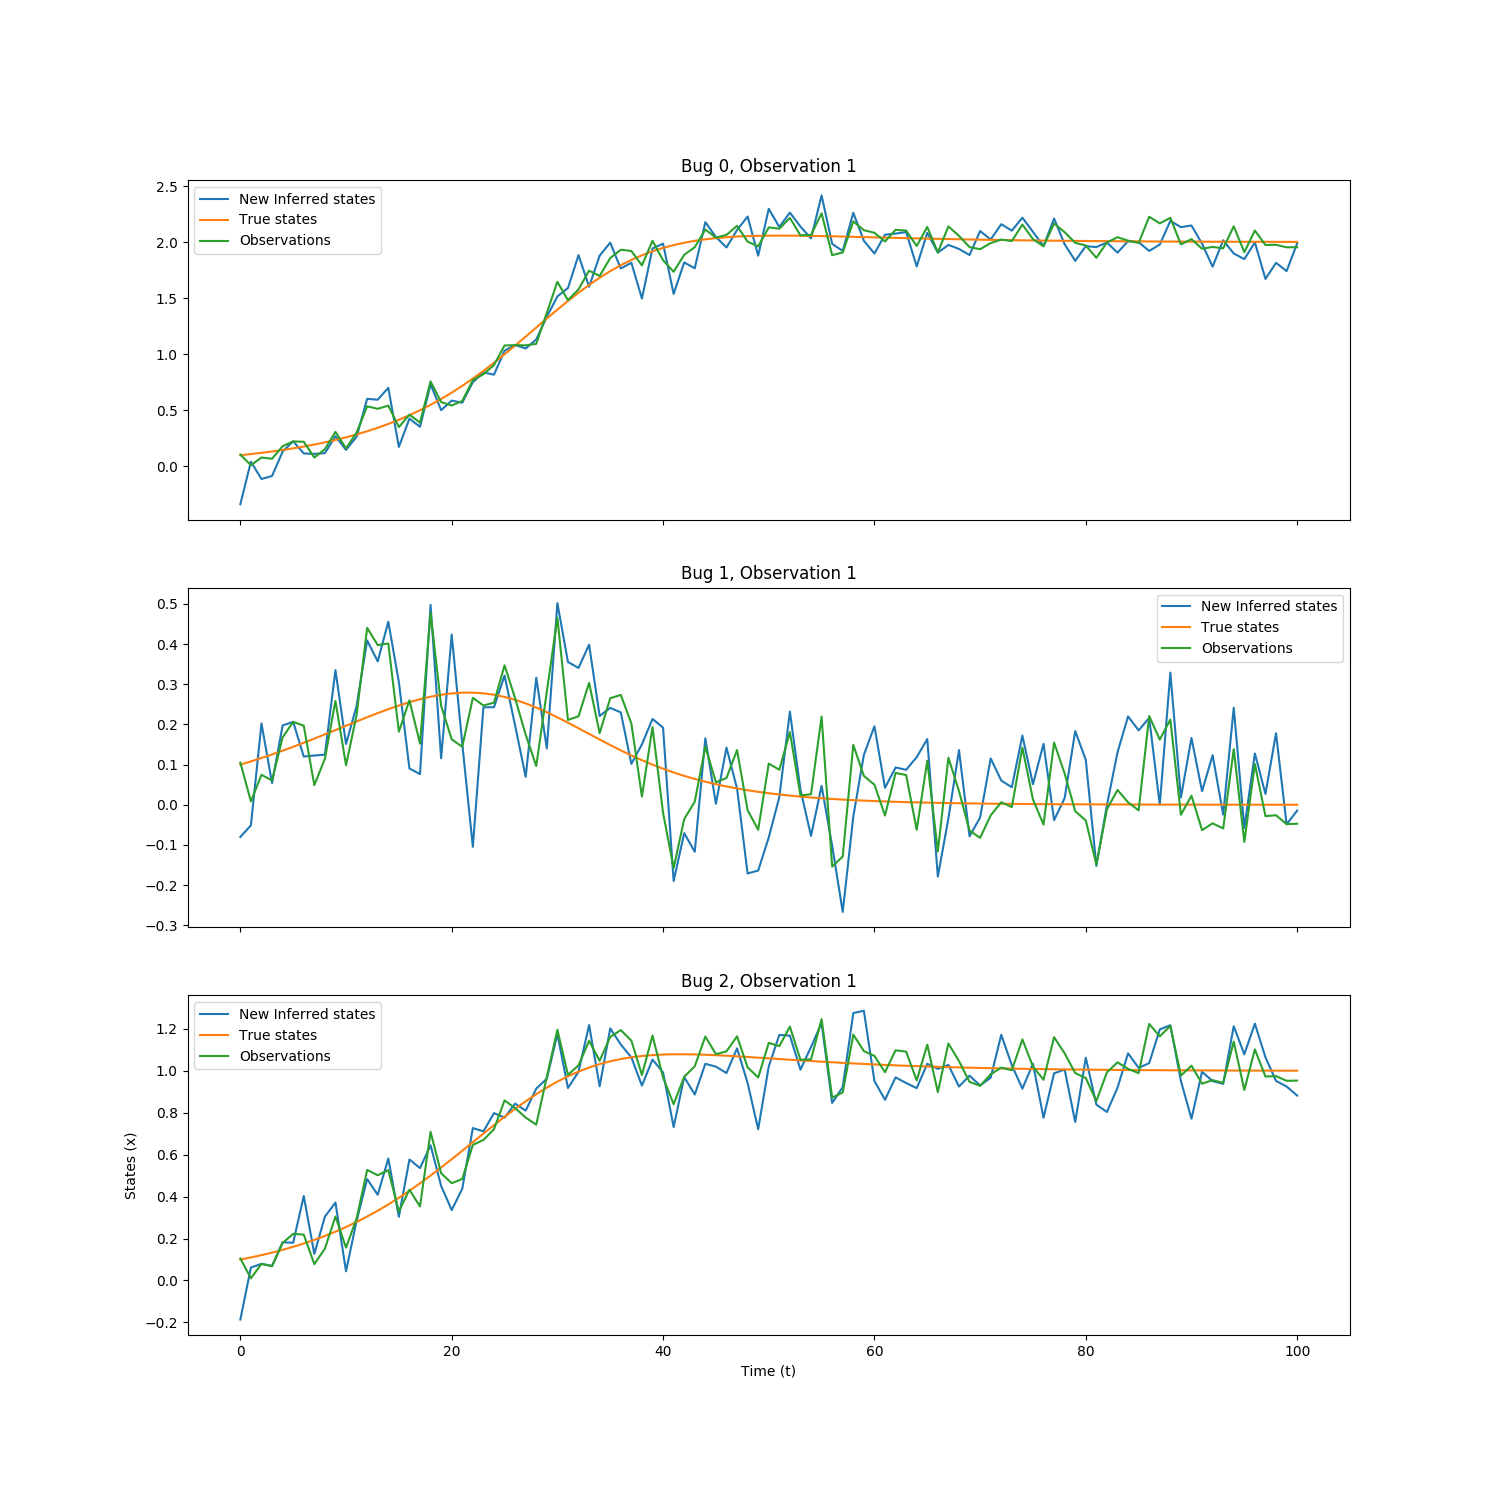 Bug 0, Observation 1
2.5
2.0
1.5
1.0
0.5
0.0
New Inferred states
True states
Observations
Bug 1, Observation 1
0.5
0.4
0.3
0.2
0.1
0.0
−0.1
−0.2
−0.3
New Inferred states
True states
Observations
Bug 2, Observation 1
States (x)
1.2
1.0
0.8
0.6
0.4
0.2
0.0
−0.2
New Inferred states
True states
Observations
0 20 40 60 80 100
Time (t)